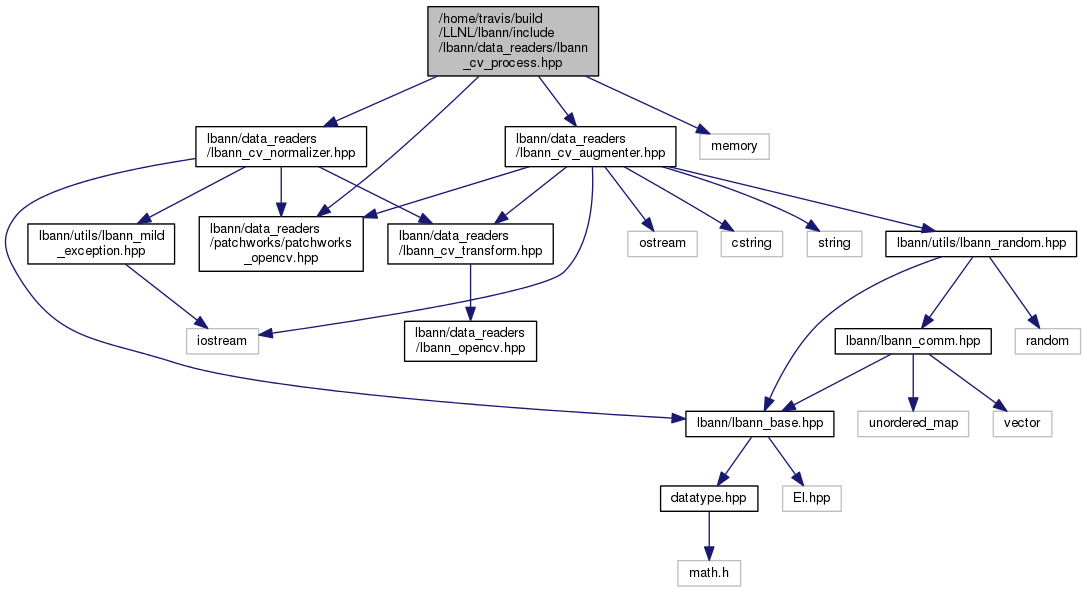 /home/travis/build
/LLNL/lbann/include
/lbann/data_readers/lbann
_cv_process.hpp
lbann/data_readers
/lbann_cv_normalizer.hpp
lbann/data_readers
/lbann_cv_augmenter.hpp
memory
lbann/utils/lbann_mild
_exception.hpp
lbann/data_readers
/patchworks/patchworks
_opencv.hpp
lbann/data_readers
/lbann_cv_transform.hpp
ostream
cstring
string
lbann/utils/lbann_random.hpp
iostream
lbann/data_readers
/lbann_opencv.hpp
lbann/lbann_comm.hpp
random
lbann/lbann_base.hpp
unordered_map
vector
datatype.hpp
El.hpp
math.h